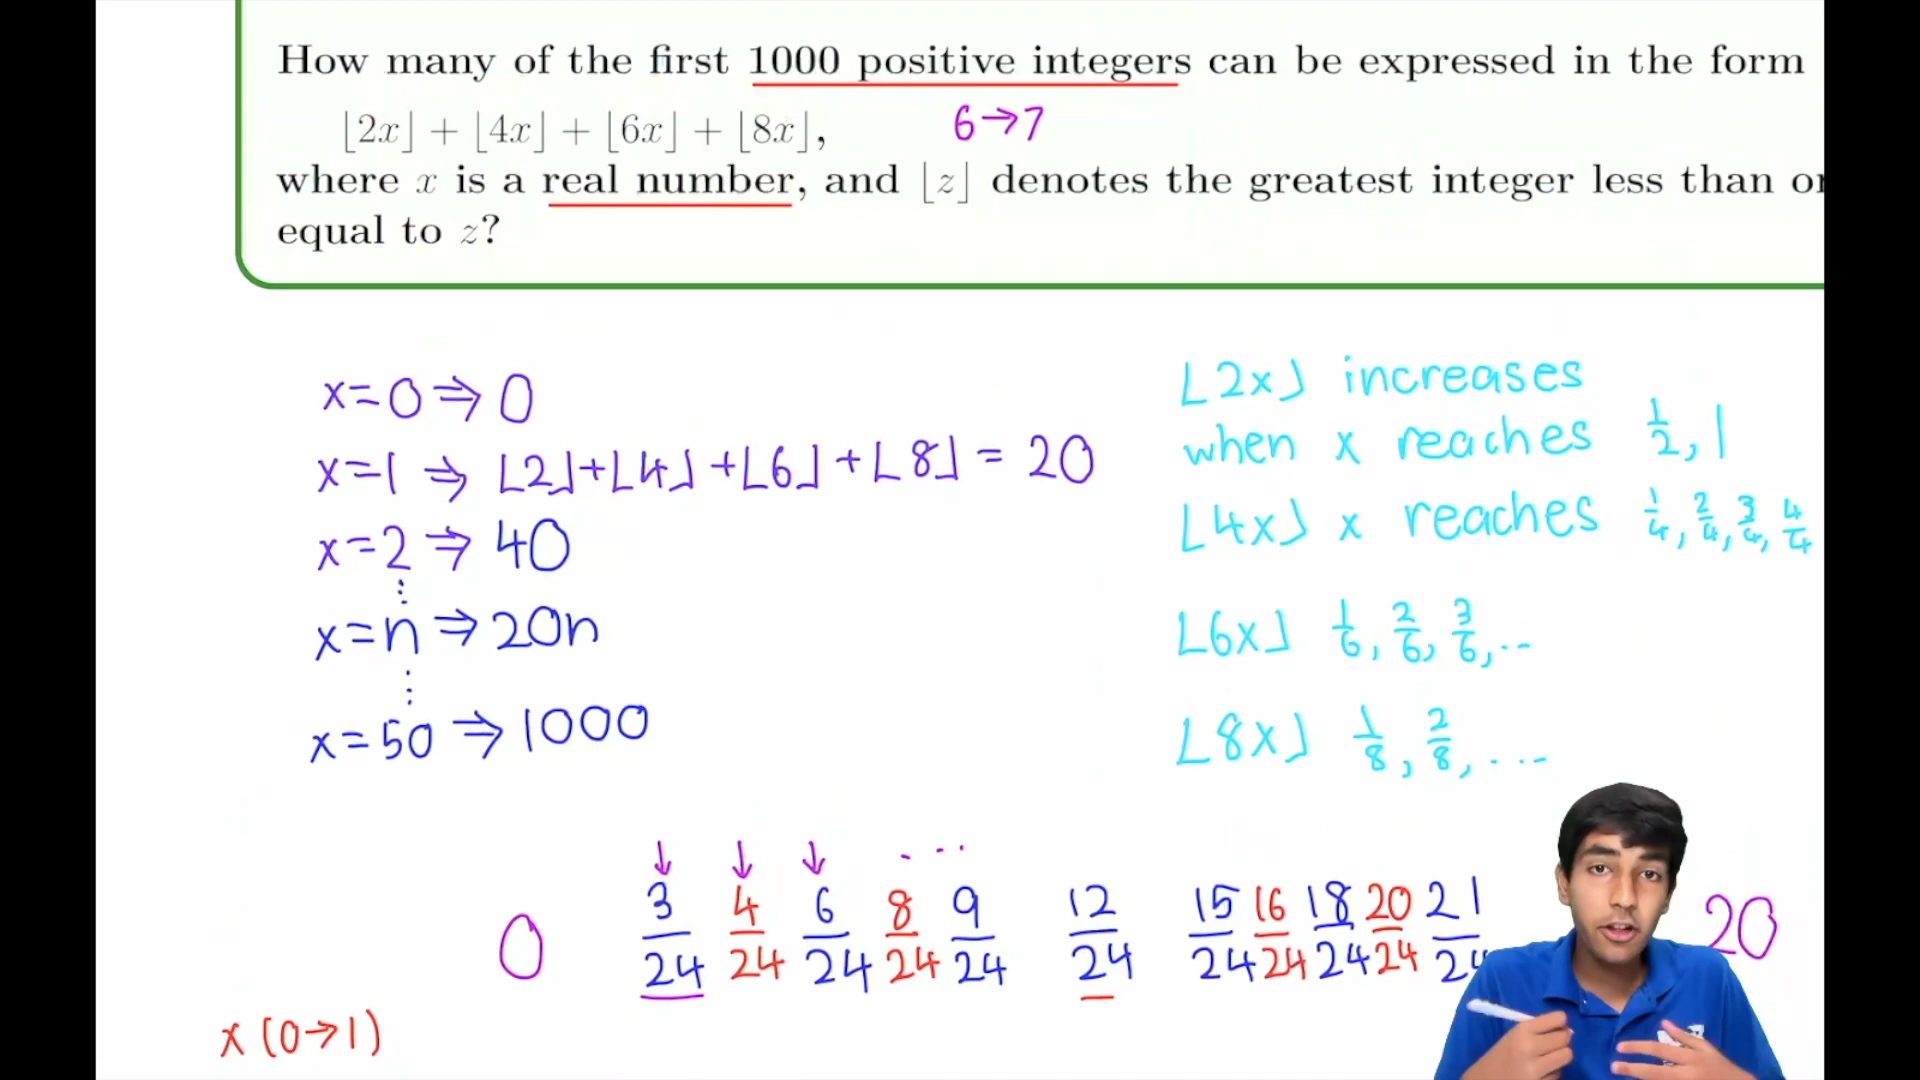 How many of the first 1000 positive integers can be expressed in the form
⌊2x⌋ + ⌊4x⌋ + ⌊6x⌋ + ⌊8x⌋, 6→7
where x is a real number, and ⌊z⌋ denotes the greatest integer less than or
equal to z?
x=0 ⇒ 0
x=1 ⇒ ⌊2⌋+⌊4⌋+⌊6⌋+⌊8⌋ = 20
x=2 ⇒ 40
⋮
x=n ⇒ 20n
⋮
x=50 ⇒ 1000
⌊2x⌋ increases
when x reaches 1/2, 1
⌊4x⌋ x reaches 1/4, 2/4, 3/4, 4/4
⌊6x⌋ 1/6, 2/6, 3/6, ...
⌊8x⌋ 1/8, 2/8, ....
↓ ↓ ↓ ...
0 3/24 4/24 6/24 8/24 9/24 12/24 15/24 16/24 18/24 20/24 21/24 20
x (0→1)